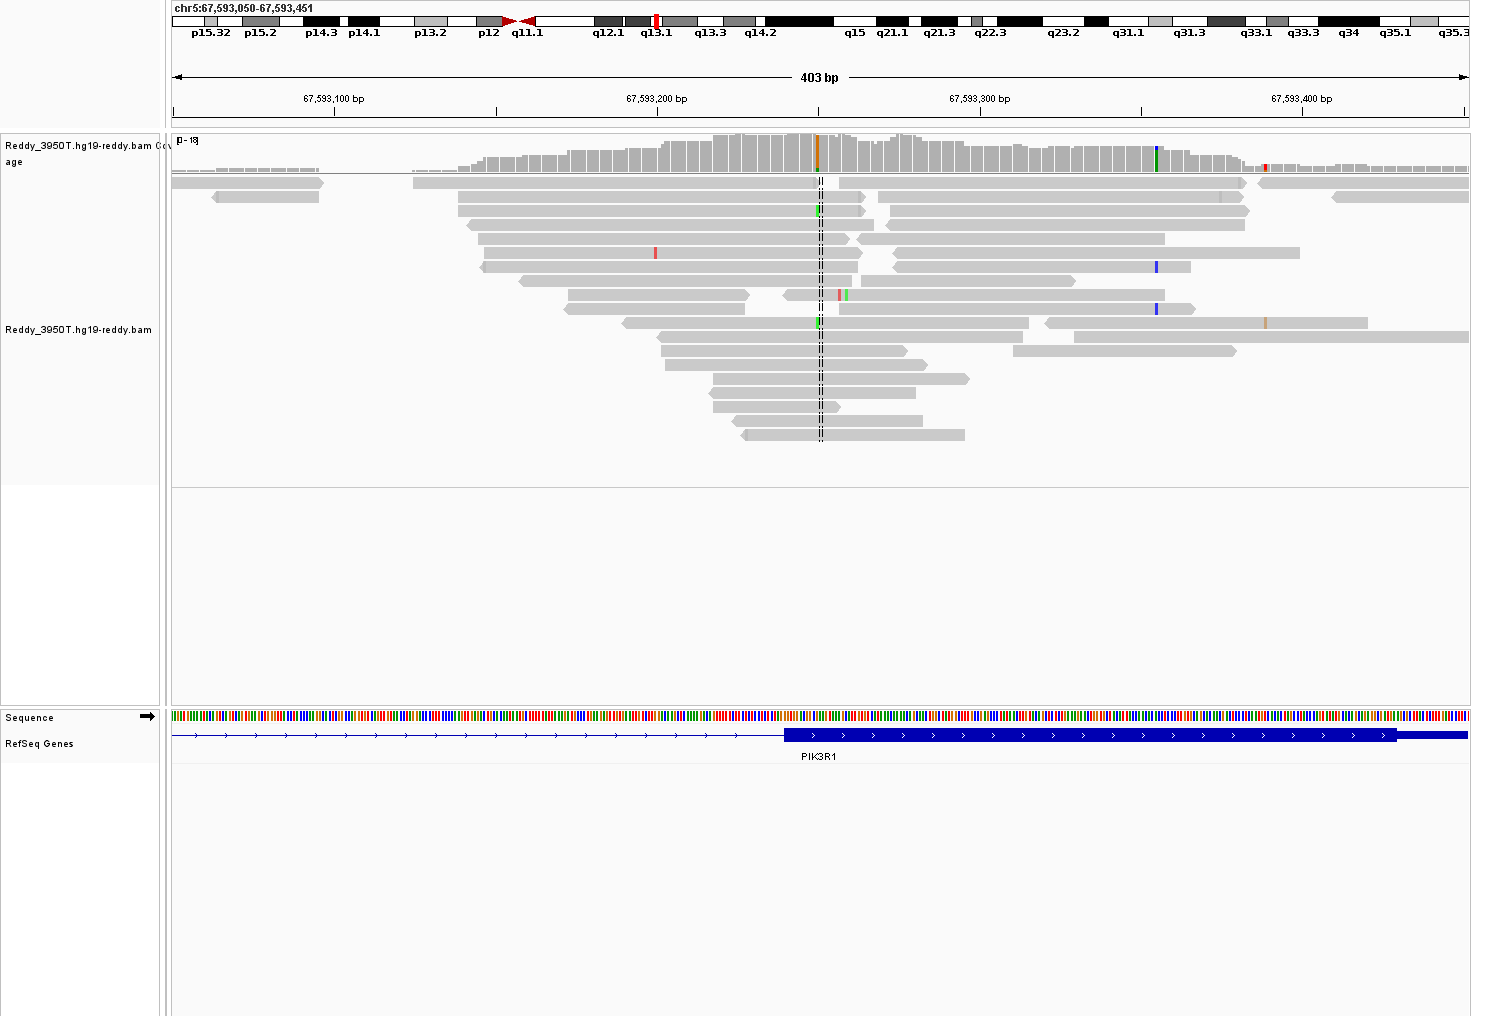 chr5:67,593,050-67,593,451
p15.32 p15.2 p14.3 p14.1 p13.2 p12 q11.1 q12.1 q13.1 q13.3 q14.2 q15 q21.1 q21.3 q22.3 q23.2 q31.1 q31.3 q33.1 q33.3 q34 q35.1 q35.3
403 bp
67,593,100 bp 67,593,200 bp 67,593,300 bp 67,593,400 bp
Reddy_3950T.hg19-reddy.bam Cov
age
[0 - 18]
Reddy_3950T.hg19-reddy.bam
Sequence
RefSeq Genes
PIK3R1